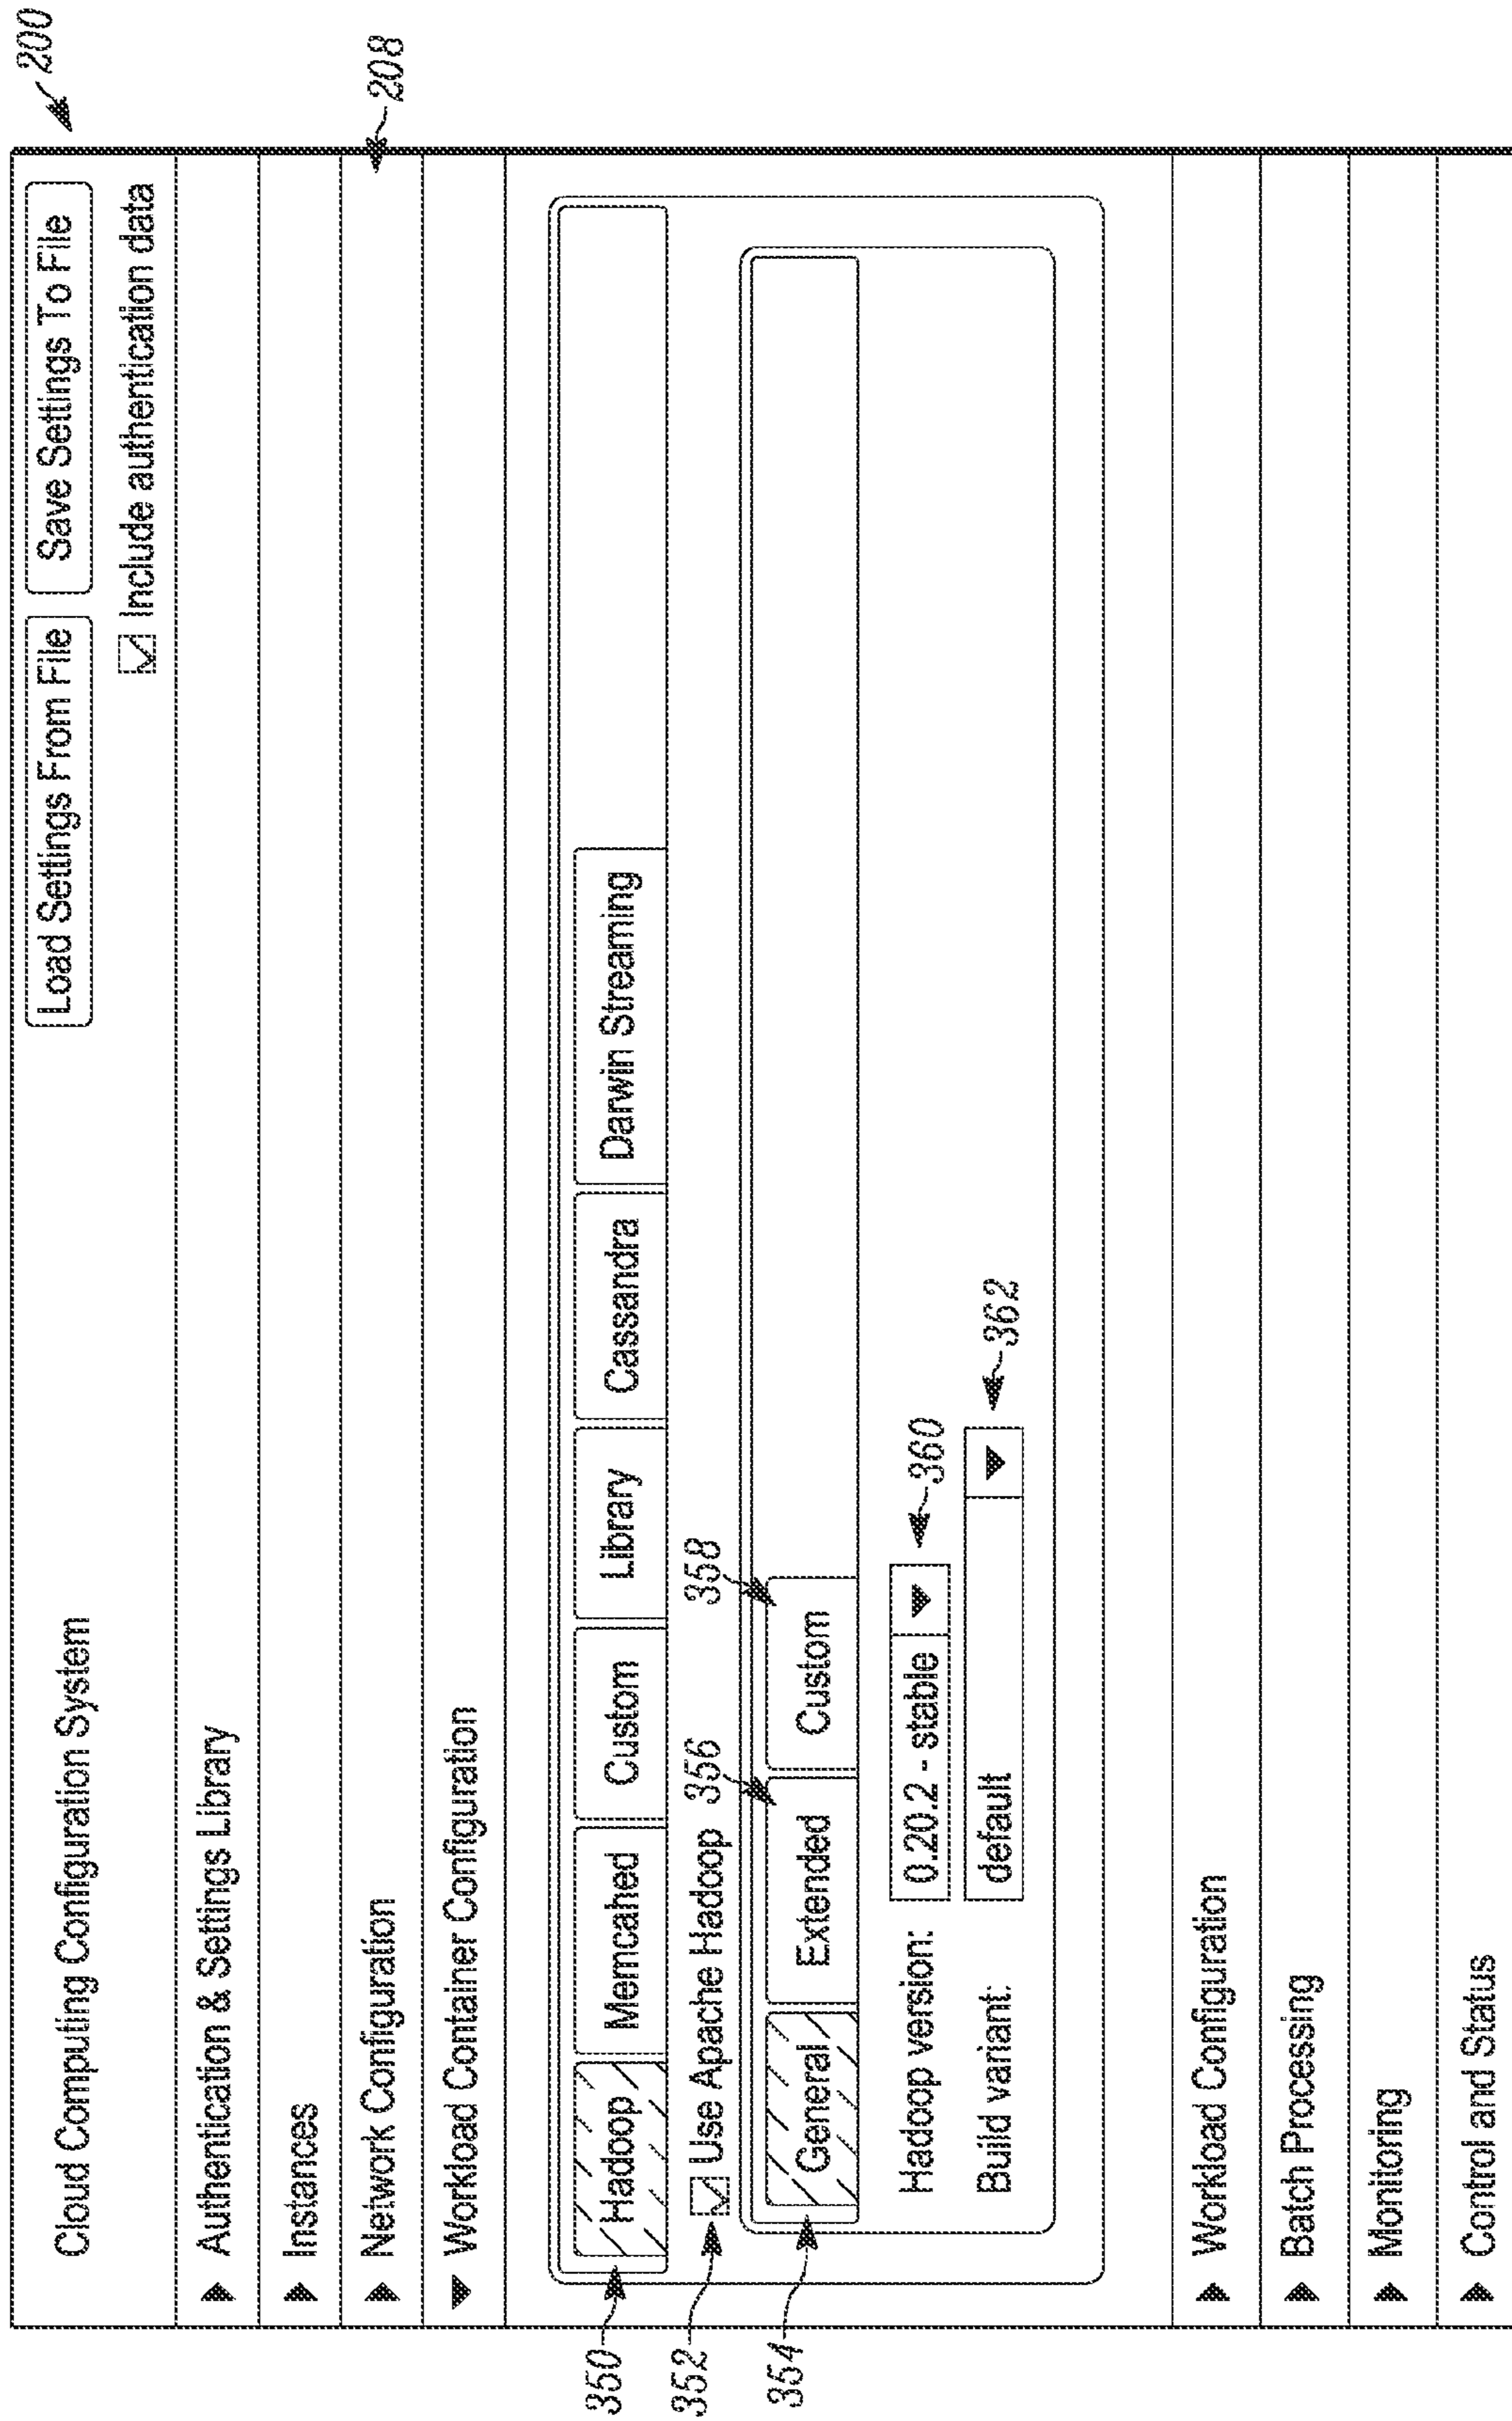 200
Cloud Computing Configuration System
Load Settings From File
Save Settings To File
Include authentication data
Authentication & Settings Library
Instances
Network Configuration
208
Workload Container Configuration
350
Hadoop
Memcahed
Custom
Library
Cassandra
Darwin Streaming
352
Use Apache Hadoop
356
358
354
General
Extended
Custom
Hadoop version:
0.20.2 - stable
360
Build variant:
default
362
Workload Configuration
Batch Processing
Monitoring
Control and Status